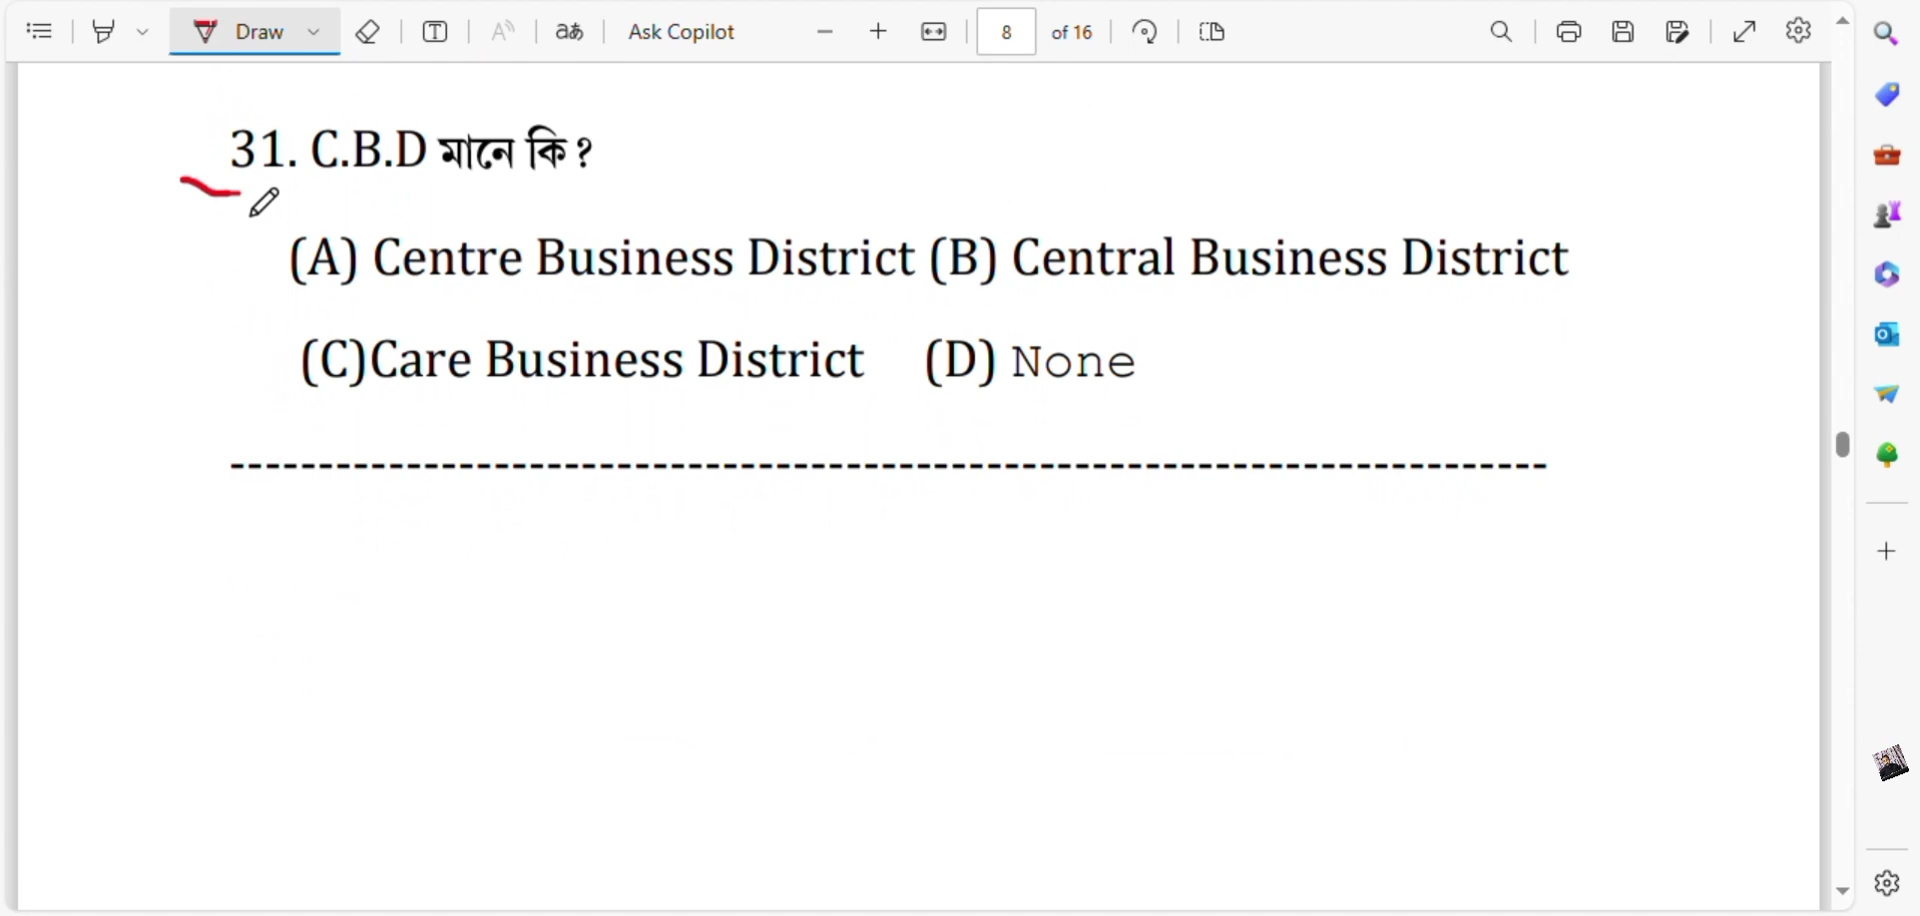 Draw Ask Copilot 8 of 16
31. C.B.D মানে কি ?
(A) Centre Business District (B) Central Business District
(C)Care Business District (D) None
---------------------------------------------------------------------------